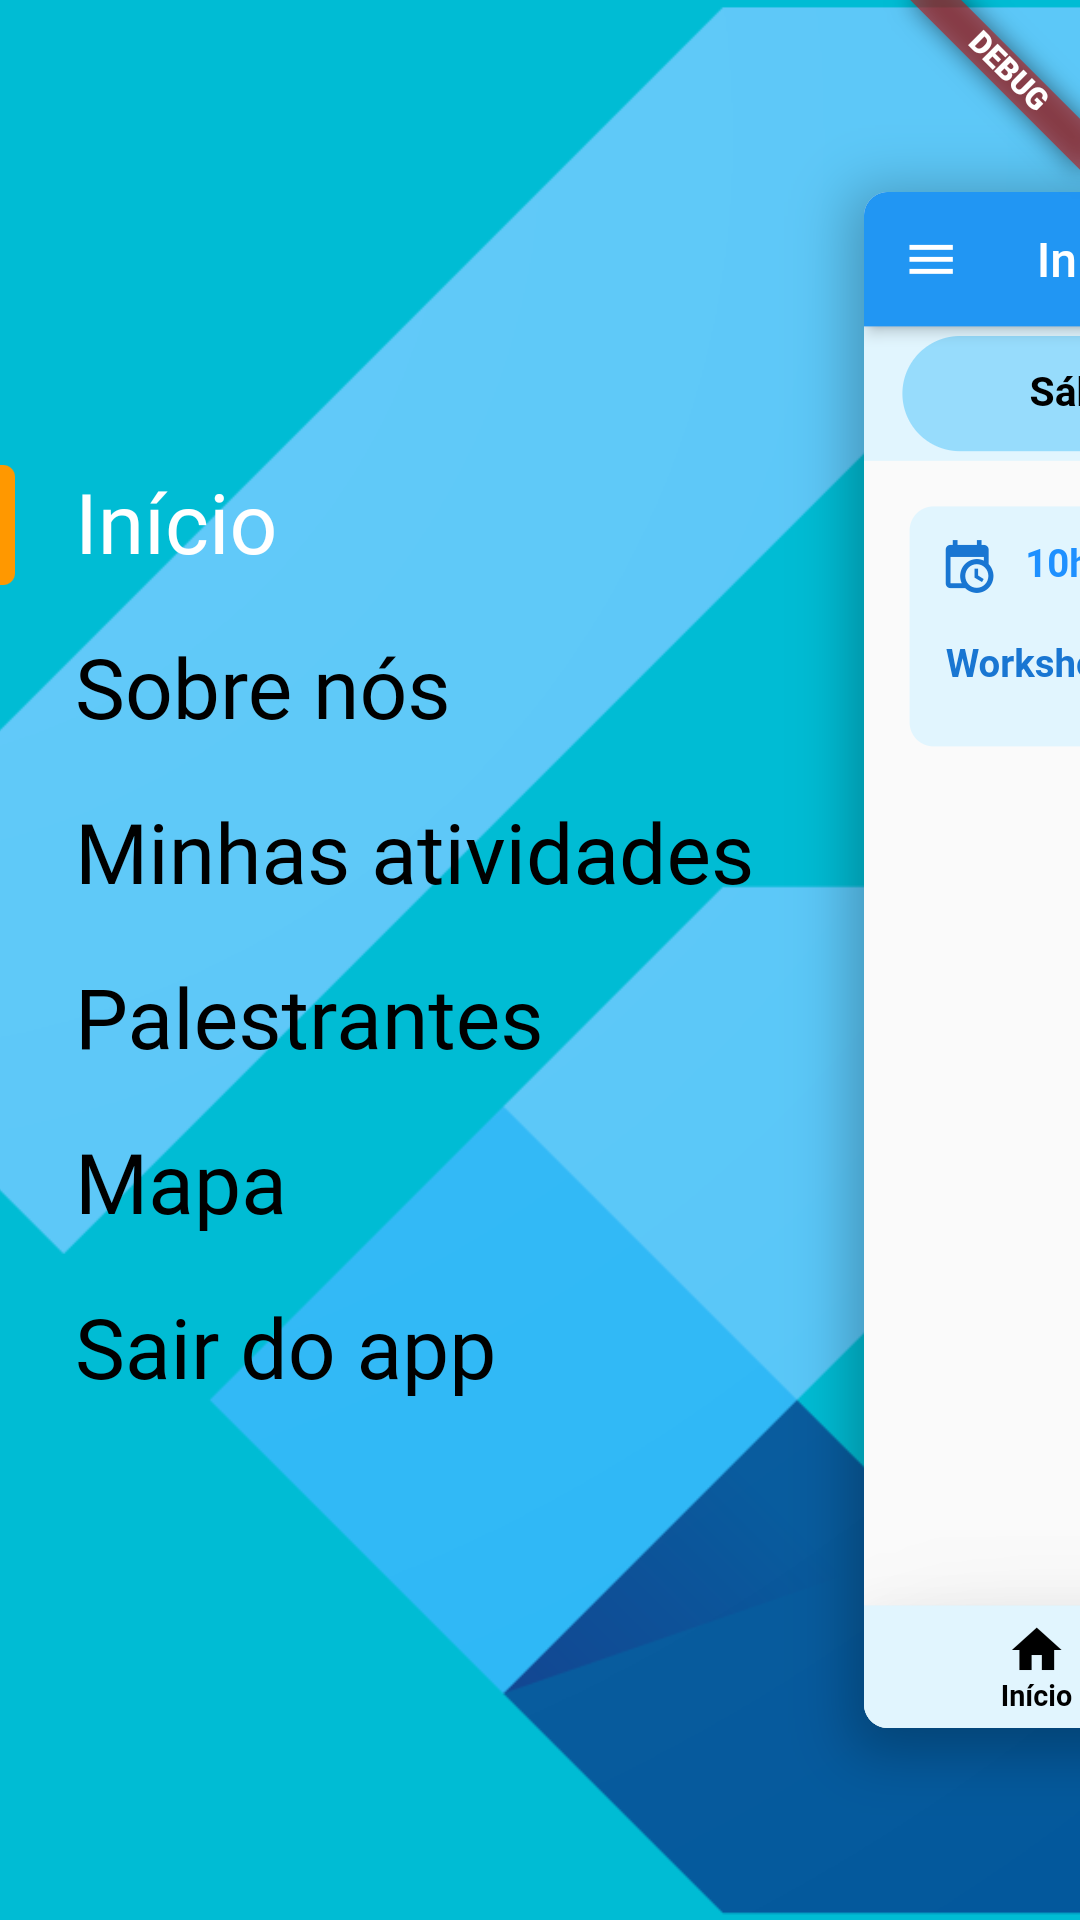 DEBUG
Início
Sobre nós
Minhas atividades
Palestrantes
Mapa
Sair do app
In
Sá
10h
Worksh
Início